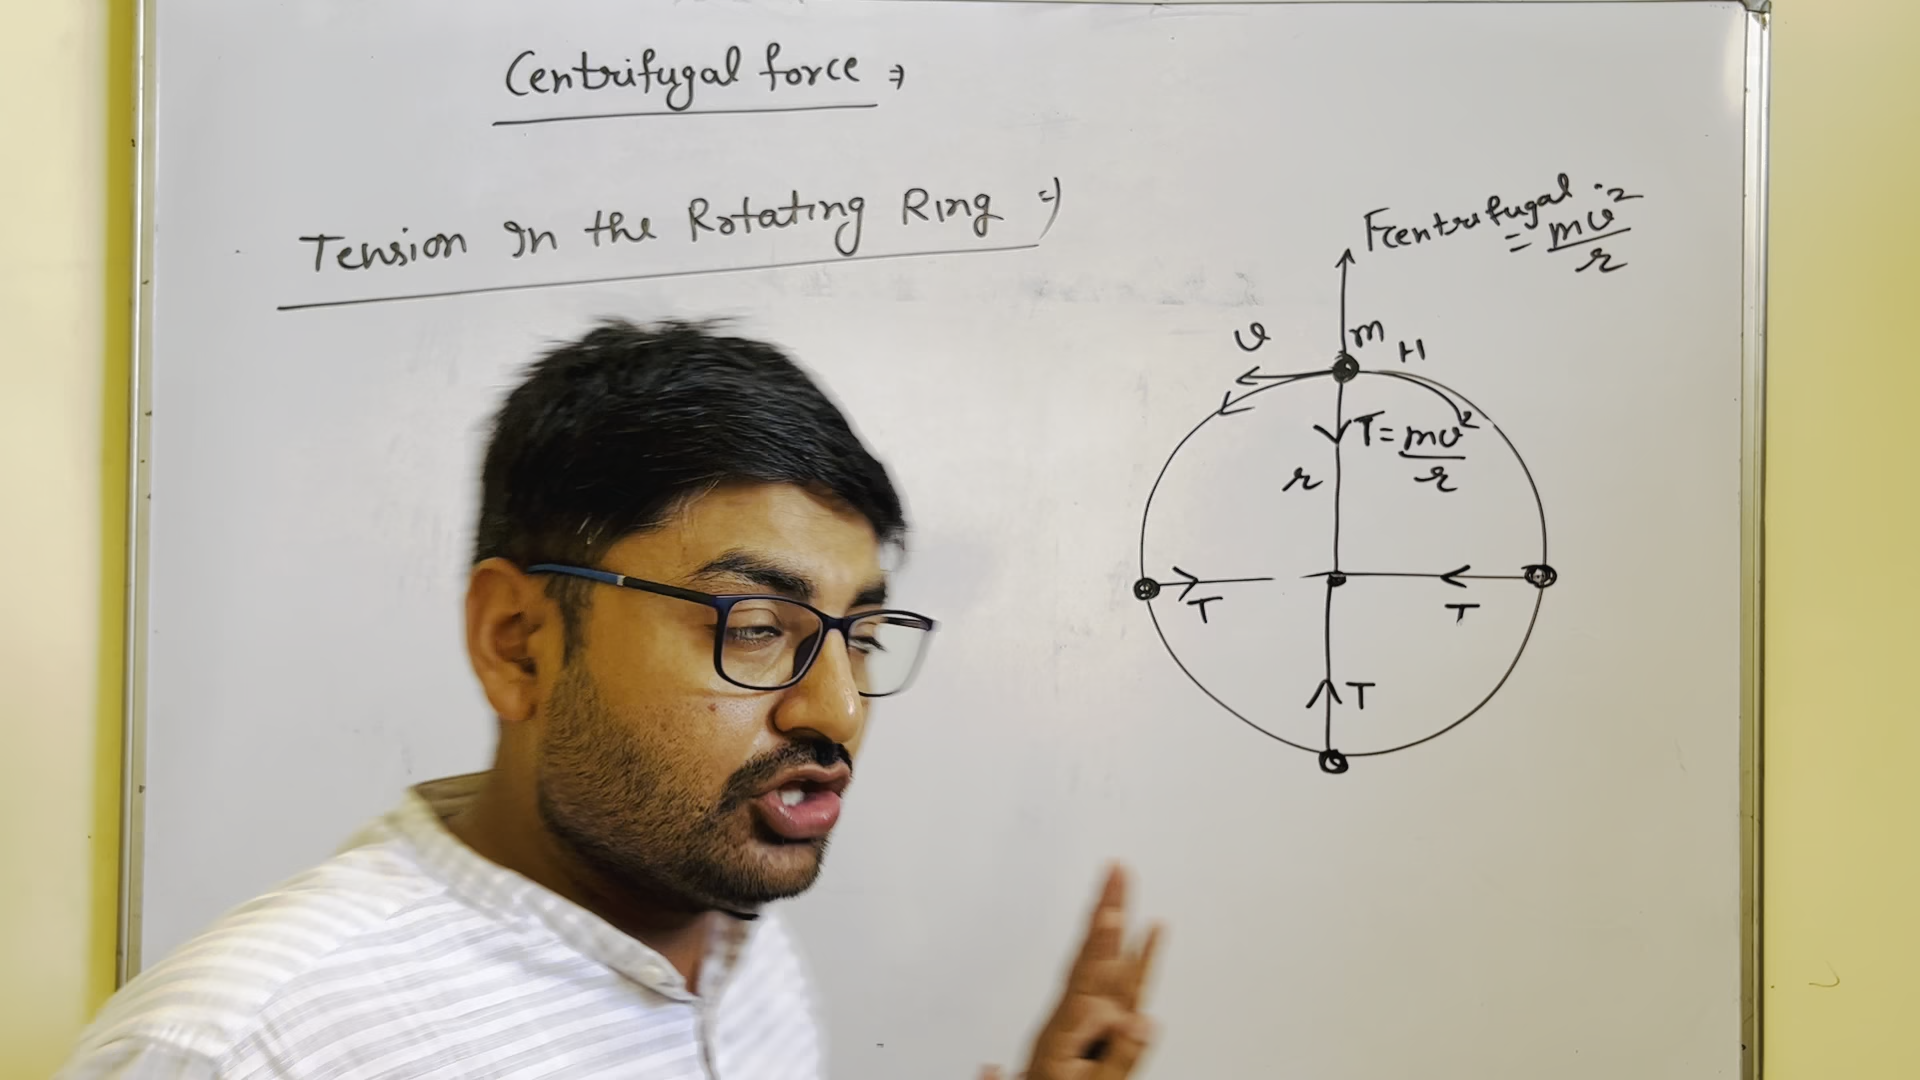 Centrifugal force ⇒
Tension In the Rotating Ring ⇒
Fcentrifugal
= mv²/r
v
m
H
T = mv²/r
r
T
T
T